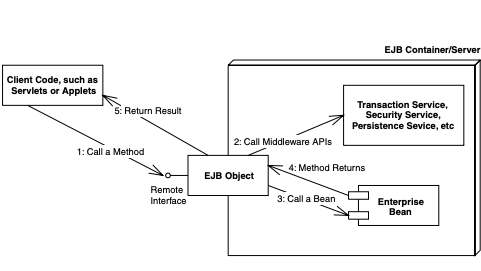 EJB Container/Server
Client Code, such as
Servlets or Applets
Transaction Service,
Security Service,
Persistence Sevice, etc
5: Return Result
2: Call Middleware APIs
1: Call a Method
4: Method Returns
EJB Object
Remote
Interface
3: Call a Bean
Enterprise
Bean